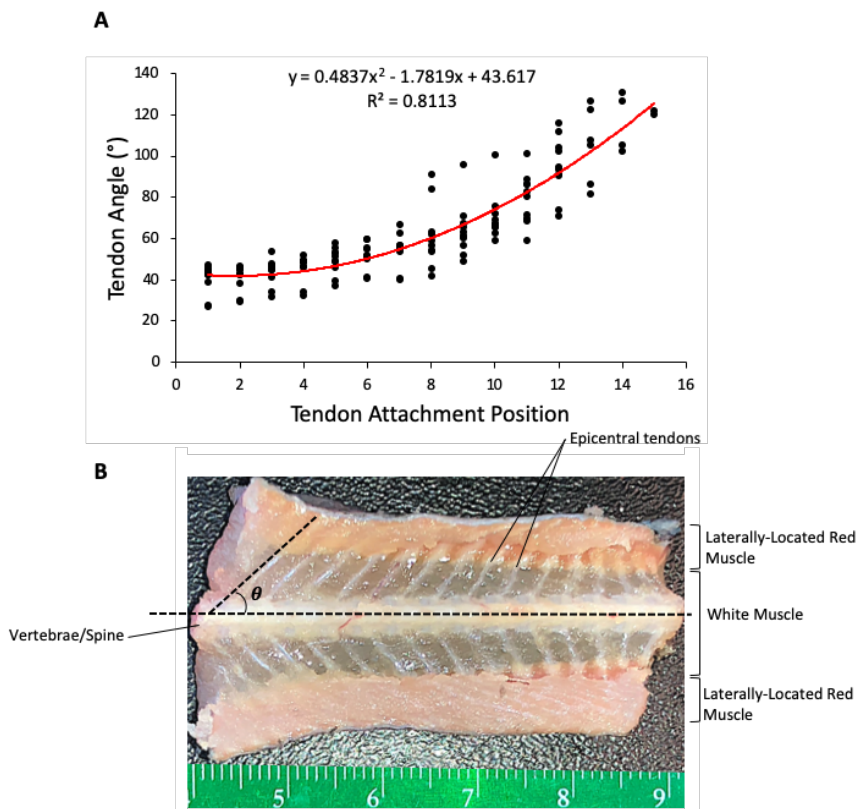 A
y = 0.4837x² - 1.7819x + 43.617
R² = 0.8113
140
120
100
80
60
40
20
0
Tendon Angle (°)
0 2 4 6 8 10 12 14 16
Tendon Attachment Position
Epicentral tendons
B
Laterally-Located Red
Muscle
θ
White Muscle
Vertebrae/Spine
Laterally-Located Red
Muscle
5 6 7 8 9